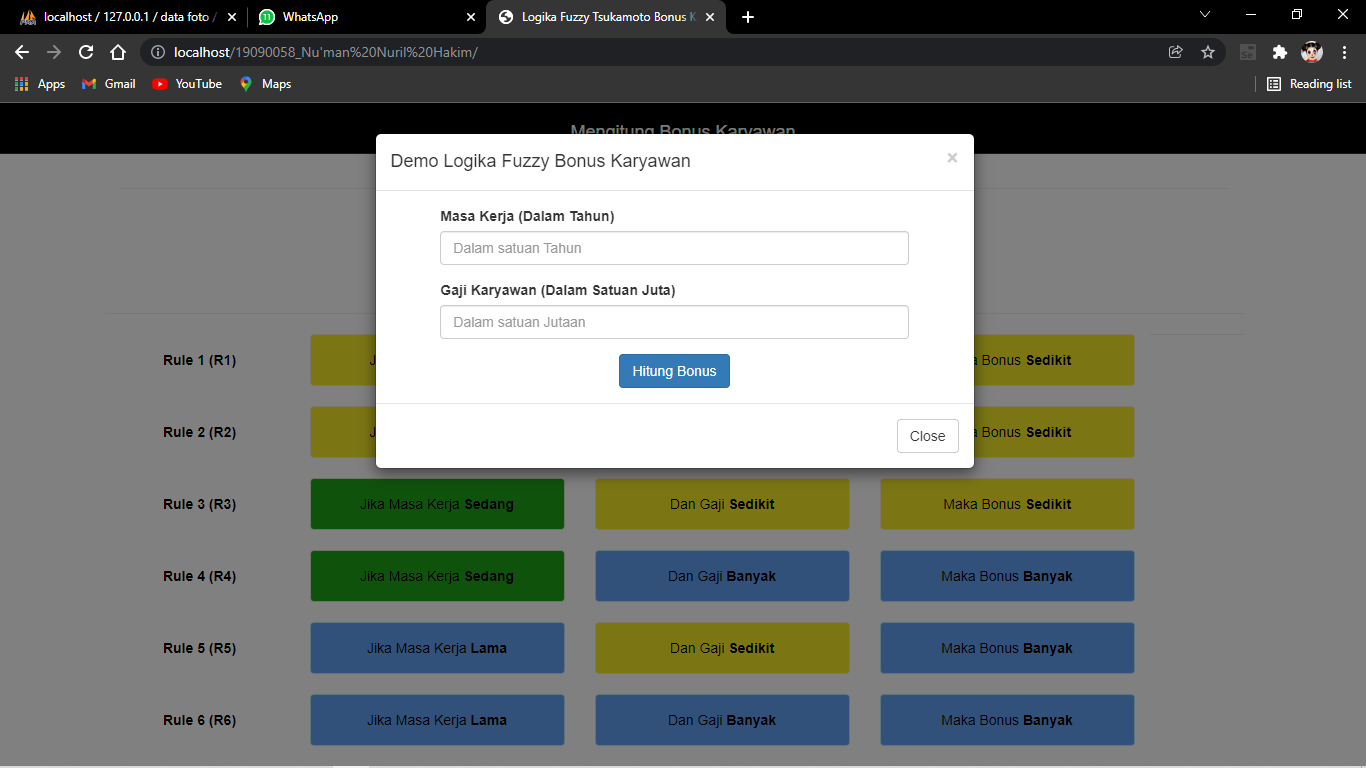 localhost / 127.0.0.1 / data foto /
WhatsApp
Logika Fuzzy Tsukamoto Bonus K
localhost/19090058_Nu'man%20Nuril%20Hakim/
Apps
Gmail
YouTube
Maps
Reading list
Mengitung Bonus Karyawan
Demo Logika Fuzzy Bonus Karyawan
×
Masa Kerja (Dalam Tahun)
Dalam satuan Tahun
Gaji Karyawan (Dalam Satuan Juta)
Dalam satuan Jutaan
Hitung Bonus
Close
Rule 1 (R1)
Bonus Sedikit
Rule 2 (R2)
Bonus Sedikit
Rule 3 (R3) Jika Masa Kerja Sedang Dan Gaji Sedikit Maka Bonus Sedikit
Rule 4 (R4) Jika Masa Kerja Sedang Dan Gaji Banyak Maka Bonus Banyak
Rule 5 (R5) Jika Masa Kerja Lama Dan Gaji Sedikit Maka Bonus Banyak
Rule 6 (R6) Jika Masa Kerja Lama Dan Gaji Banyak Maka Bonus Banyak